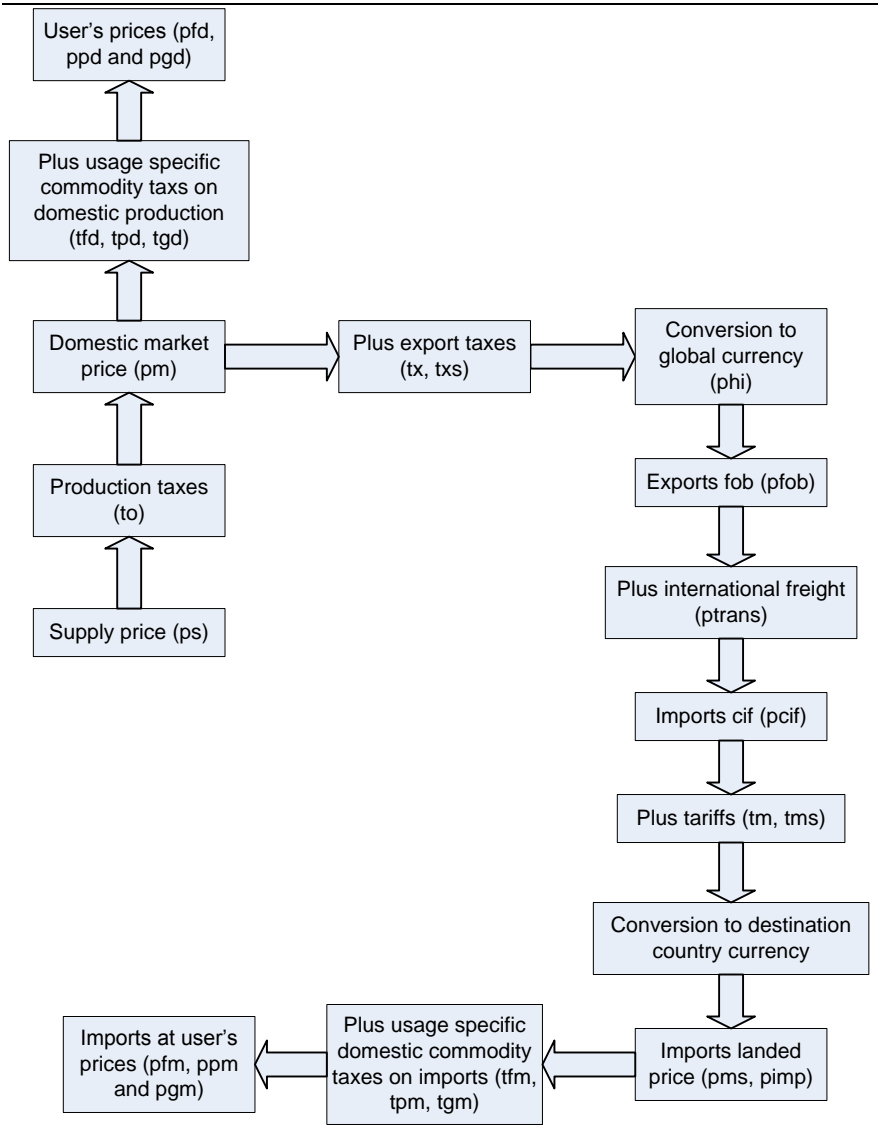 User's prices (pfd,
ppd and pgd)
Plus usage specific
commodity taxs on
domestic production
(tfd, tpd, tgd)
Domestic market
price (pm)
Plus export taxes
(tx, txs)
Conversion to
global currency
(phi)
Production taxes
(to)
Exports fob (pfob)
Plus international freight
(ptrans)
Supply price (ps)
Imports cif (pcif)
Plus tariffs (tm, tms)
Conversion to destination
country currency
Imports at user's
prices (pfm, ppm
and pgm)
Plus usage specific
domestic commodity
taxes on imports (tfm,
tpm, tgm)
Imports landed
price (pms, pimp)